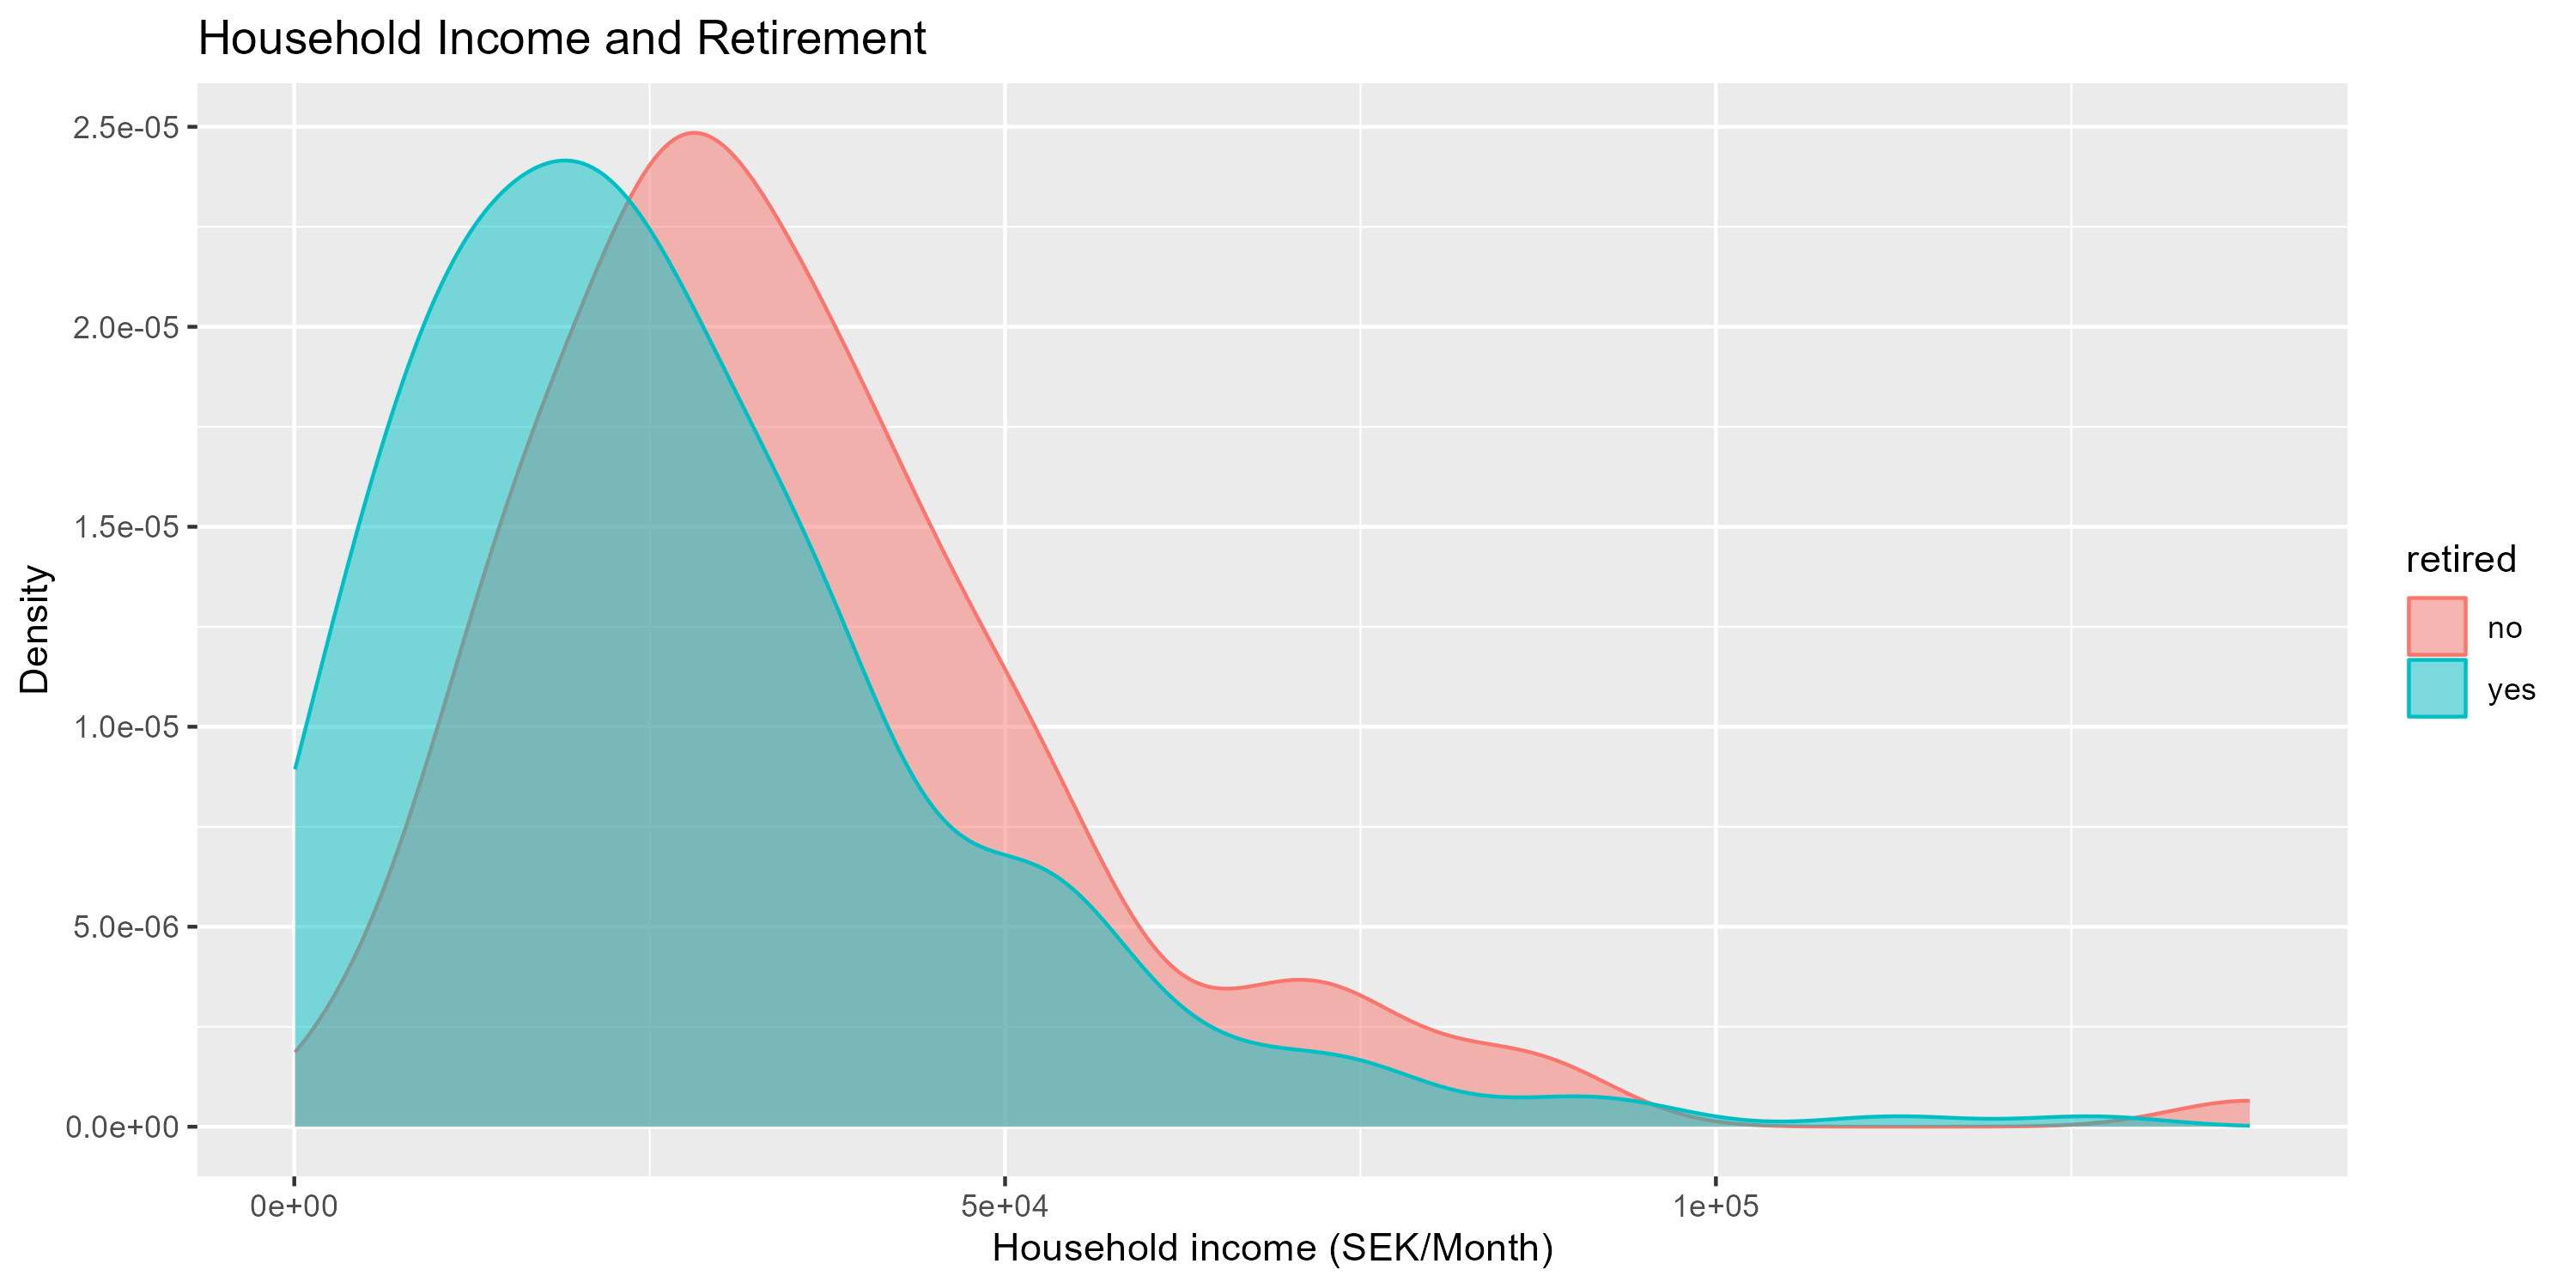 Household Income and Retirement
2.5e-05
2.0e-05
1.5e-05
1.0e-05
5.0e-06
0.0e+00
Density
0e+00 5e+04 1e+05
Household income (SEK/Month)
retired
no
yes